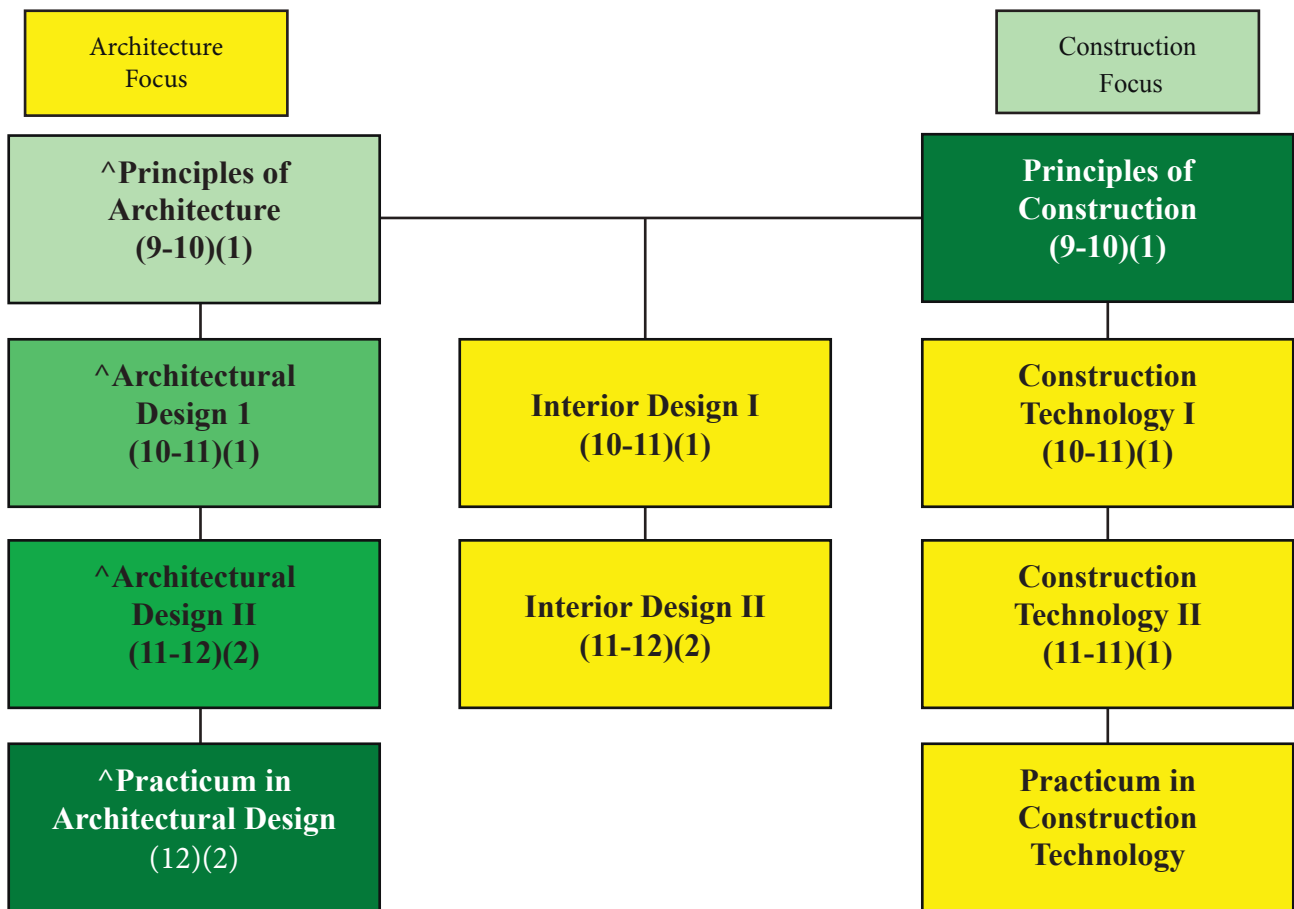 Architecture
Focus
Construction
Focus
^Principles of
Architecture
(9-10)(1)
Principles of
Construction
(9-10)(1)
^Architectural
Design 1
(10-11)(1)
Interior Design I
(10-11)(1)
Construction
Technology I
(10-11)(1)
^Architectural
Design II
(11-12)(2)
Interior Design II
(11-12)(2)
Construction
Technology II
(11-11)(1)
^Practicum in
Architectural Design
(12)(2)
Practicum in
Construction
Technology